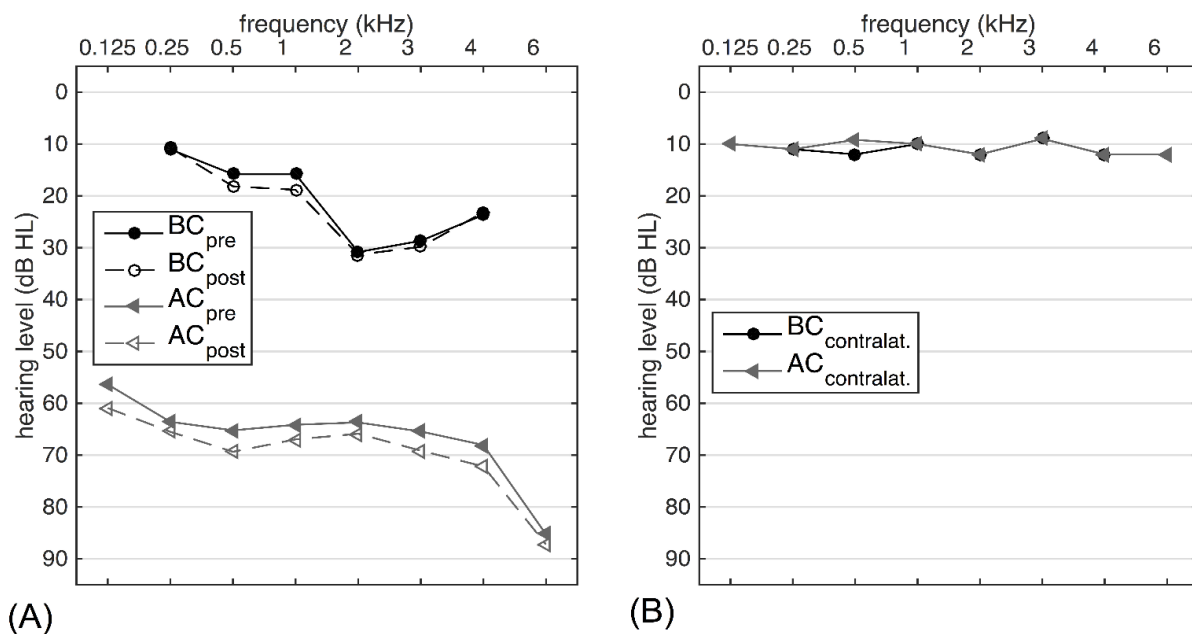 frequency (kHz)
0.125 0.25 0.5 1 2 3 4 6
hearing level (dB HL)
0
10
20
30
40
50
60
70
80
90
BCpre
BCpost
ACpre
ACpost
(A)
frequency (kHz)
0.125 0.25 0.5 1 2 3 4 6
hearing level (dB HL)
0
10
20
30
40
50
60
70
80
90
BCcontralat.
ACcontralat.
(B)